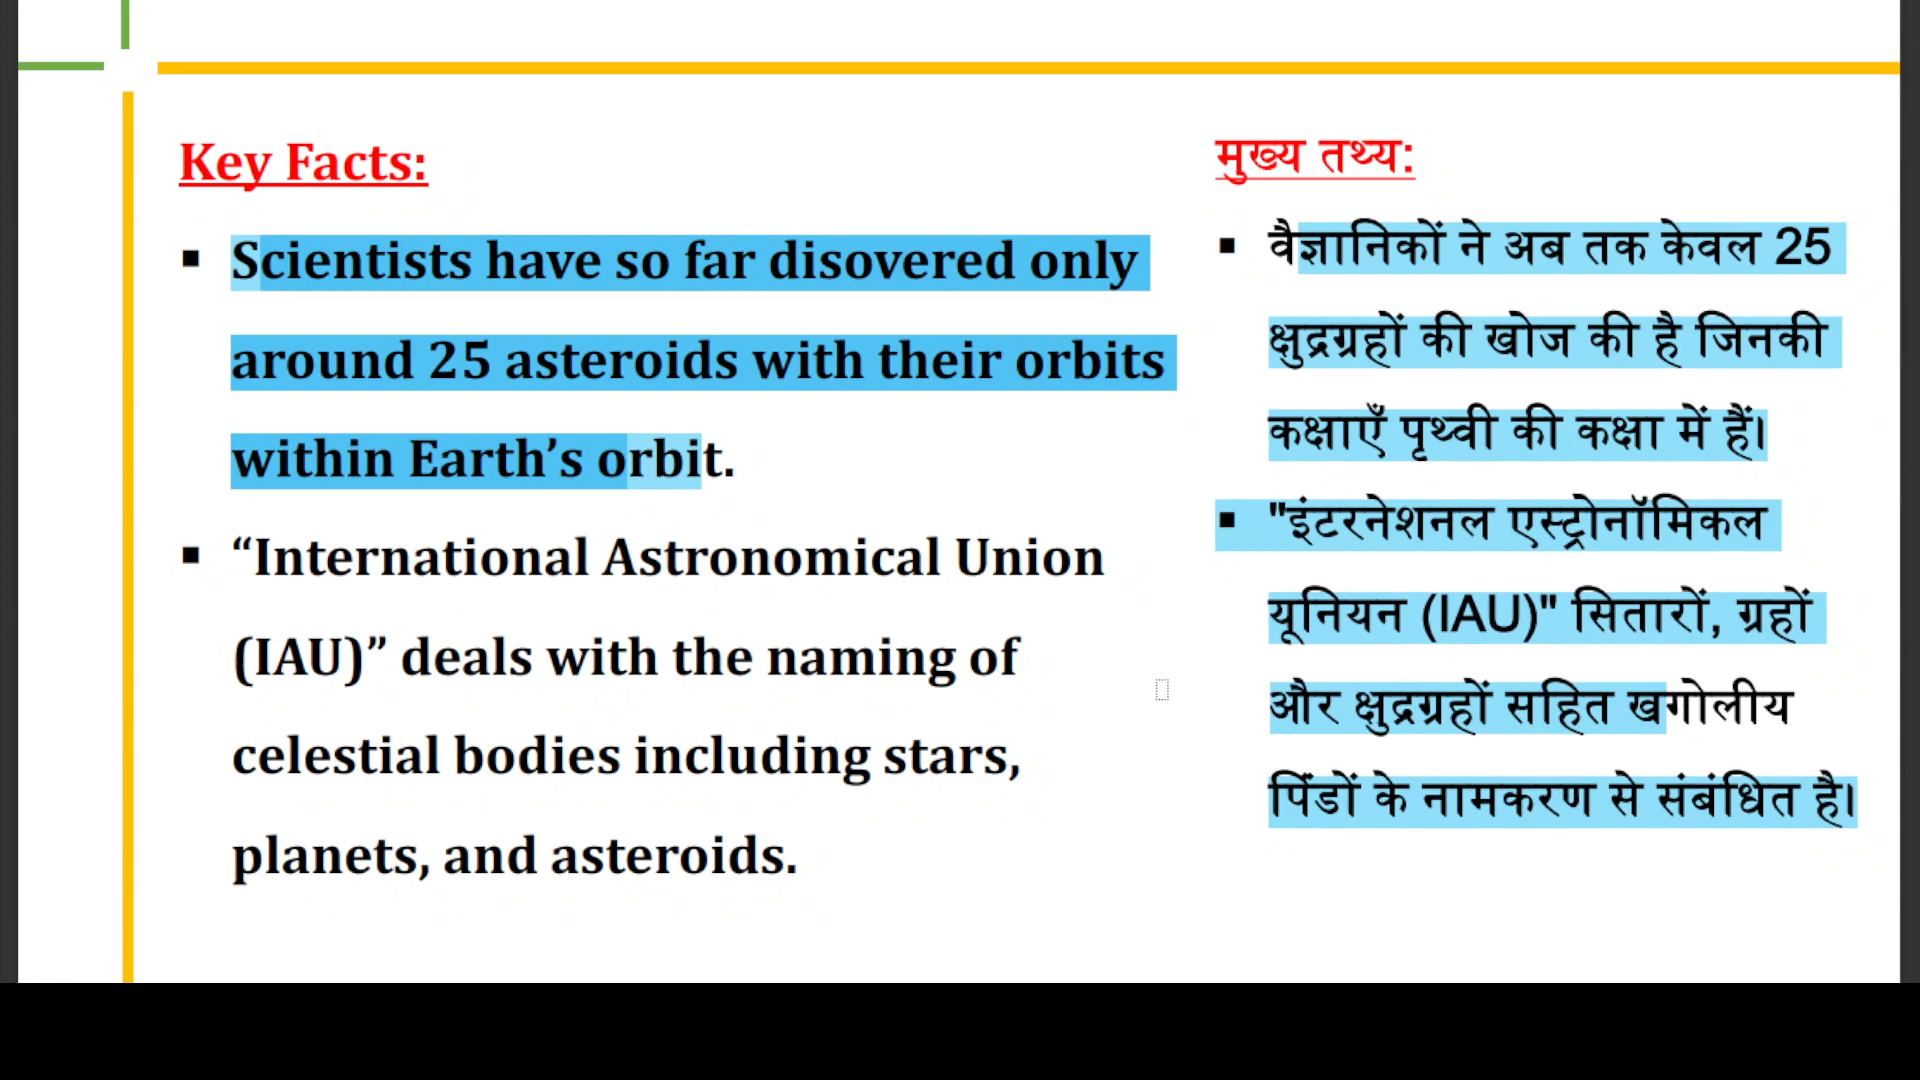 Key Facts:
▪ Scientists have so far disovered only
around 25 asteroids with their orbits
within Earth’s orbit.
▪ “International Astronomical Union
(IAU)” deals with the naming of
celestial bodies including stars,
planets, and asteroids.
मुख्य तथ्य:
▪ वैज्ञानिकों ने अब तक केवल 25
क्षुद्रग्रहों की खोज की है जिनकी
कक्षाएँ पृथ्वी की कक्षा में हैं।
▪ "इंटरनेशनल एस्ट्रोनॉमिकल
यूनियन (IAU)" सितारों, ग्रहों
और क्षुद्रग्रहों सहित खगोलीय
पिंडों के नामकरण से संबंधित है।